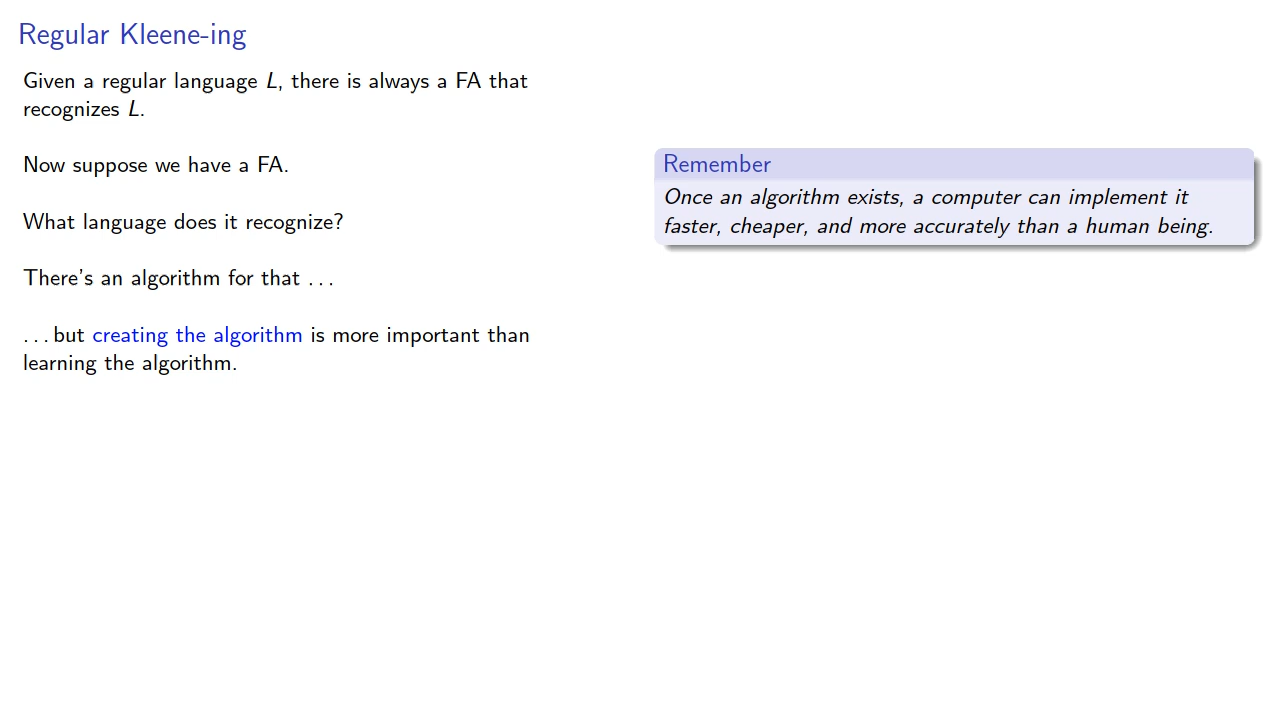 Regular Kleene-ing
Given a regular language L, there is always a FA that
recognizes L.
Now suppose we have a FA.
What language does it recognize?
There's an algorithm for that ...
...but creating the algorithm is more important than
learning the algorithm.
Remember
Once an algorithm exists, a computer can implement it
faster, cheaper, and more accurately than a human being.